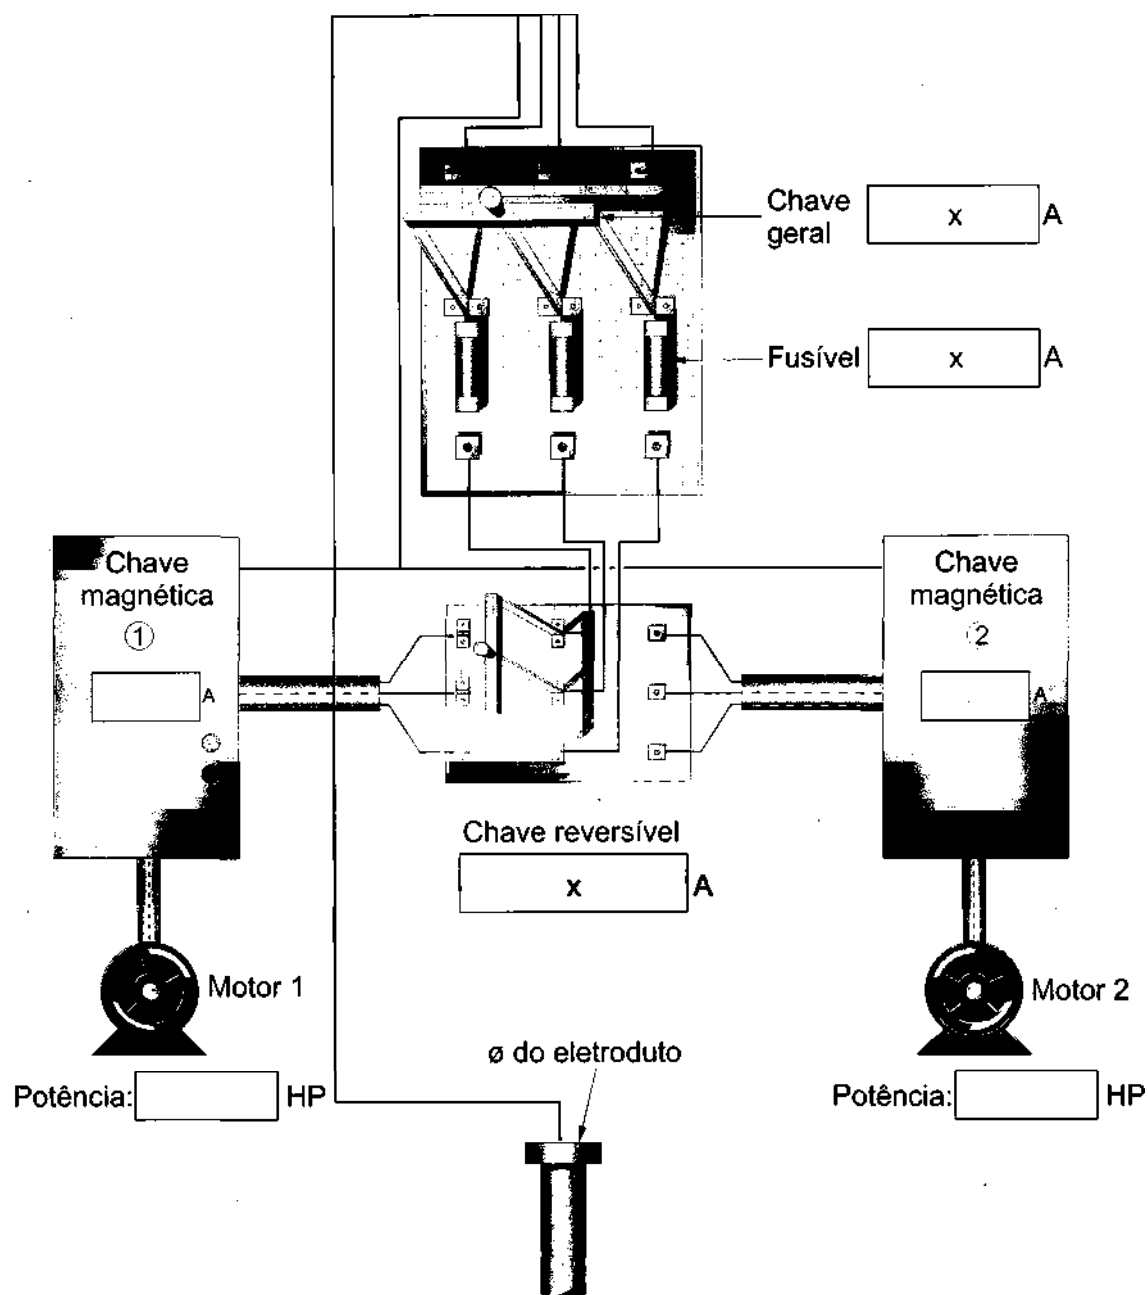 Chave
geral
x
A
Fusível
x
A
Chave
magnética
1
A
Chave
magnética
2
A
Chave reversível
x
A
Motor 1
Motor 2
ø do eletroduto
Potência:
HP
Potência:
HP